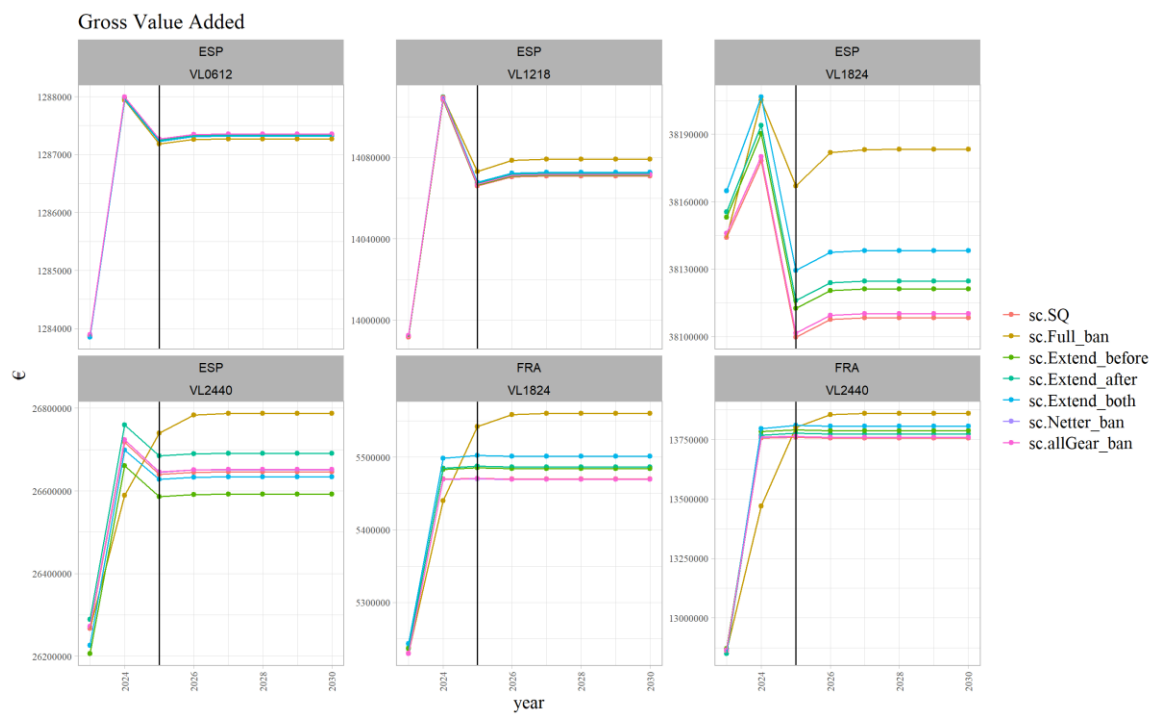 Gross Value Added
ESP
VL0612
ESP
VL1218
ESP
VL1824
1288000
1287000
1286000
1285000
1284000
14080000
14040000
14000000
38190000
38160000
38130000
38100000
€
ESP
VL2440
FRA
VL1824
FRA
VL2440
26800000
26600000
26400000
26200000
5500000
5400000
5300000
13750000
13500000
13250000
13000000
2024
2026
2028
2030
2024
2026
2028
2030
2024
2026
2028
2030
year
sc.SQ
sc.Full_ban
sc.Extend_before
sc.Extend_after
sc.Extend_both
sc.Netter_ban
sc.allGear_ban